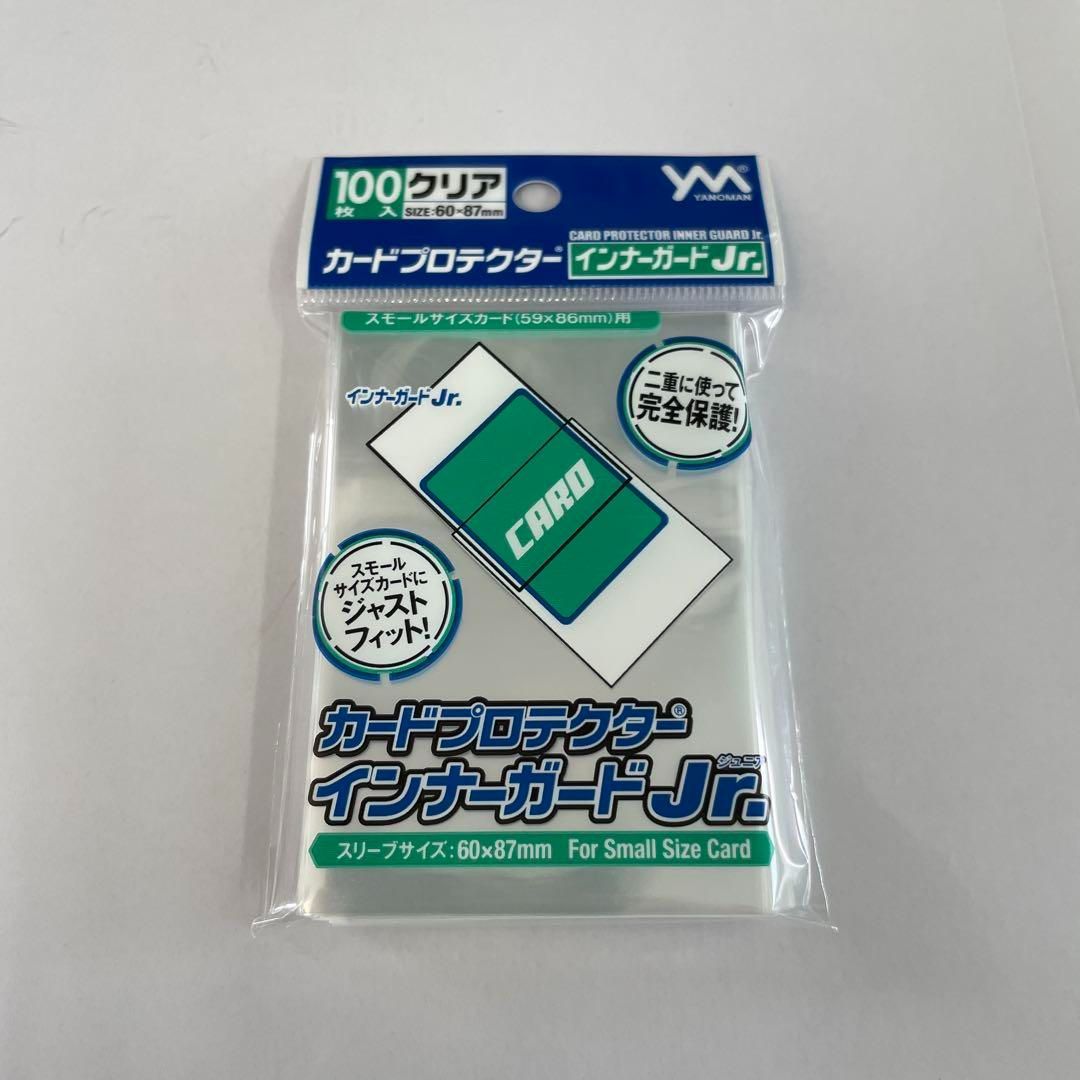 100
枚入
クリア
SIZE:60×87mm
YM®
YANOMAN
CARD PROTECTOR INNER GUARD Jr.
カードプロテクター®
インナーガードJr.
スモールサイズカード(59×86mm)用
インナーガードJr.
二重に使って
完全保護!
CARD
スモール
サイズカードに
ジャスト
フィット!
カードプロテクター®
ジュニア
インナーガードJr.
スリーブサイズ:60×87mm For Small Size Card